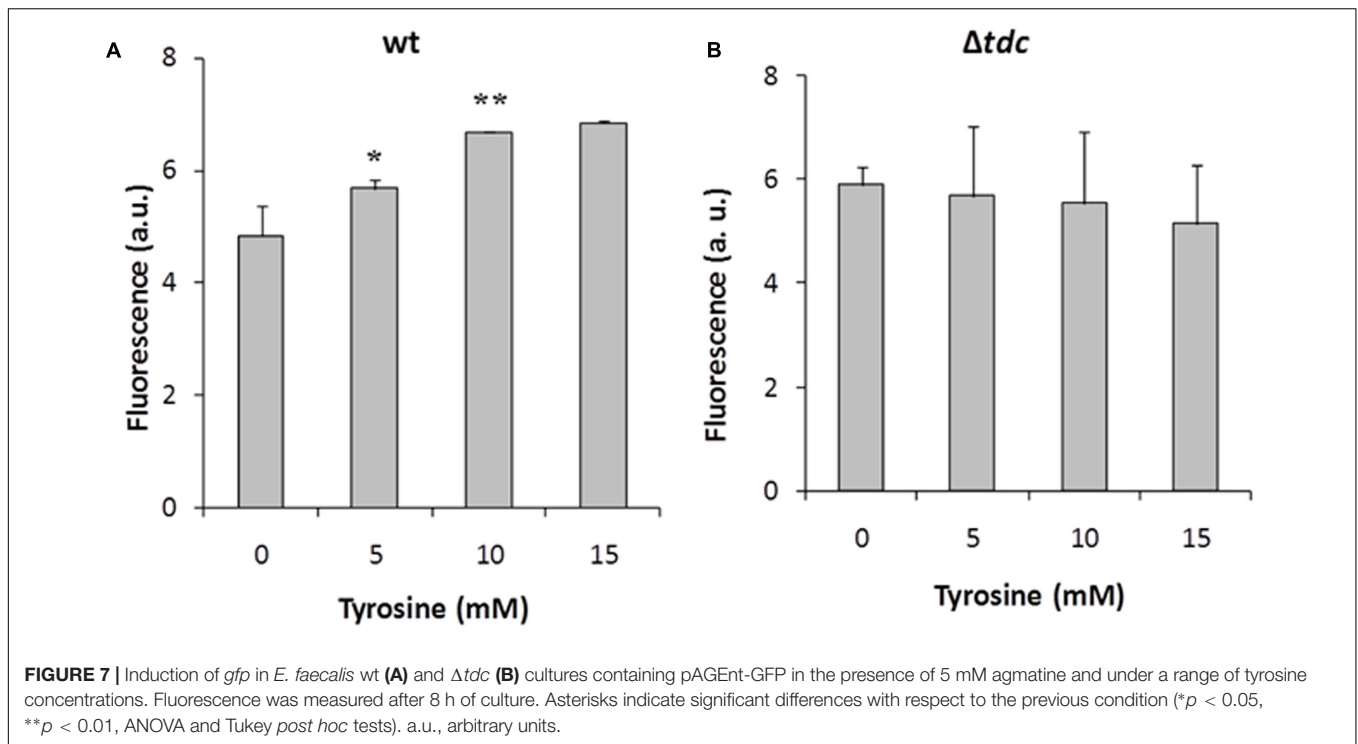 A
wt
8
6
4
2
0
*
**
Fluorescence (a.u.)
0 5 10 15
Tyrosine (mM)
B
Δtdc
8
6
4
2
0
Fluorescence (a. u.)
0 5 10 15
Tyrosine (mM)
FIGURE 7 | Induction of gfp in E. faecalis wt (A) and Δtdc (B) cultures containing pAGEnt-GFP in the presence of 5 mM agmatine and under a range of tyrosine
concentrations. Fluorescence was measured after 8 h of culture. Asterisks indicate significant differences with respect to the previous condition (*p < 0.05,
**p < 0.01, ANOVA and Tukey post hoc tests). a.u., arbitrary units.